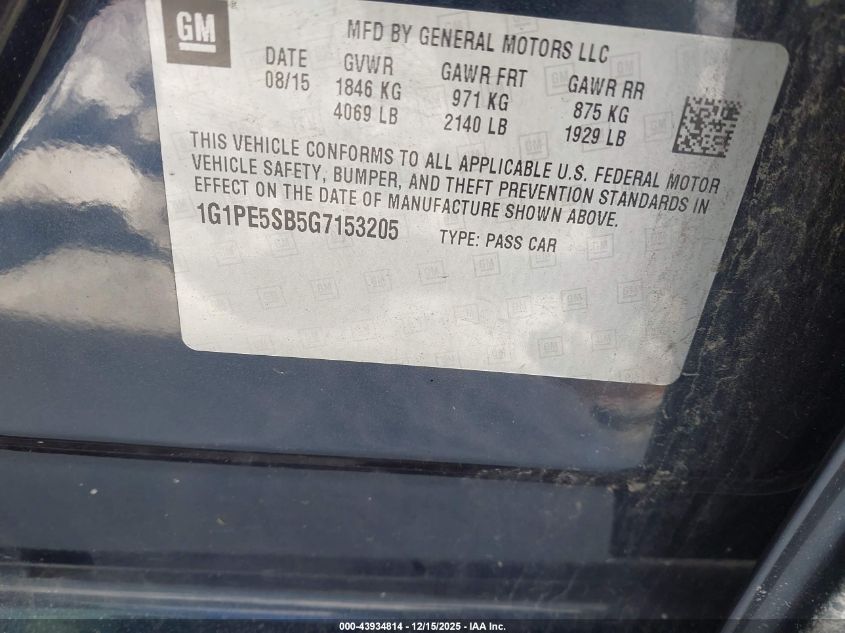 GM
MFD BY GENERAL MOTORS LLC
DATE GVWR GAWR FRT GAWR RR
08/15 1846 KG 971 KG 875 KG
4069 LB 2140 LB 1929 LB
THIS VEHICLE CONFORMS TO ALL APPLICABLE U.S. FEDERAL MOTOR
VEHICLE SAFETY, BUMPER, AND THEFT PREVENTION STANDARDS IN
EFFECT ON THE DATE OF MANUFACTURE SHOWN ABOVE.
1G1PE5SB5G7153205 TYPE: PASS CAR
000-43934814 - 12/15/2025 - IAA Inc.